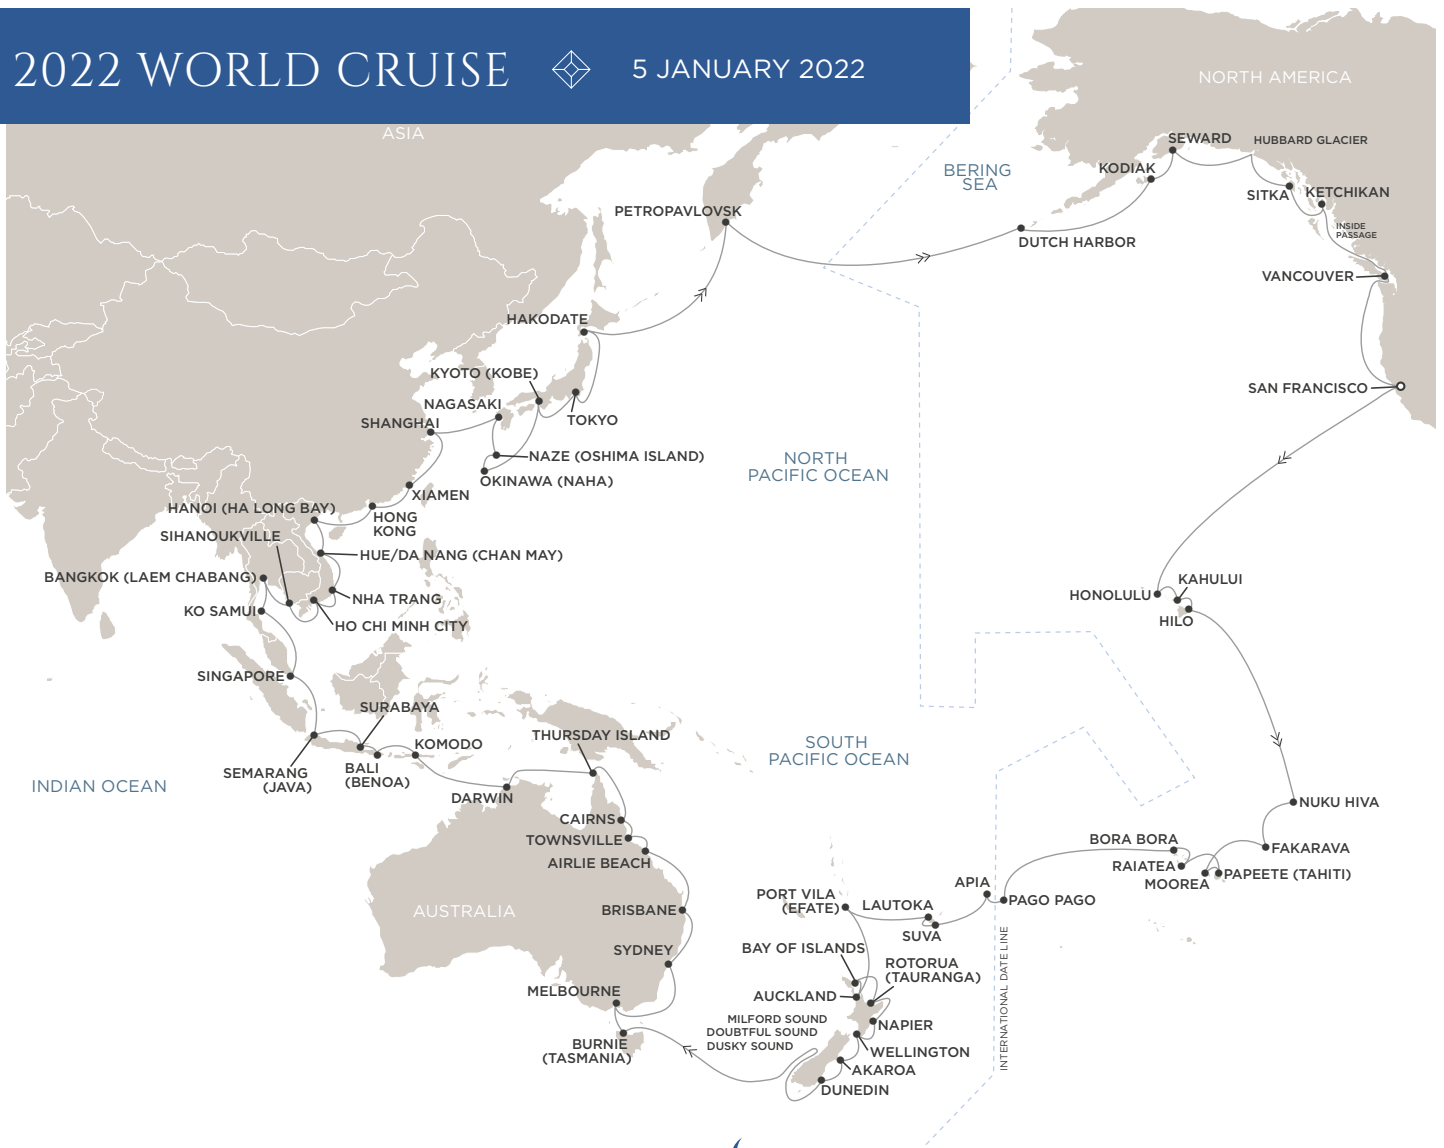 2022 WORLD CRUISE
5 JANUARY 2022
ASIA
NORTH AMERICA
BERING
SEA
SEWARD
HUBBARD GLACIER
KODIAK
SITKA
KETCHIKAN
INSIDE
PASSAGE
PETROPAVLOVSK
DUTCH HARBOR
VANCOUVER
HAKODATE
SAN FRANCISCO
KYOTO (KOBE)
NAGASAKI
TOKYO
SHANGHAI
NAZE (OSHIMA ISLAND)
OKINAWA (NAHA)
NORTH
PACIFIC OCEAN
XIAMEN
HANOI (HA LONG BAY)
HONG
KONG
SIHANOUKVILLE
HUE/DA NANG (CHAN MAY)
BANGKOK (LAEM CHABANG)
NHA TRANG
KO SAMUI
HO CHI MINH CITY
HONOLULU
KAHULUI
HILO
SINGAPORE
SURABAYA
KOMODO
THURSDAY ISLAND
SOUTH
PACIFIC OCEAN
INDIAN OCEAN
SEMARANG
(JAVA)
BALI
(BENOA)
DARWIN
NUKU HIVA
CAIRNS
TOWNSVILLE
AIRLIE BEACH
BORA BORA
FAKARAVA
RAIATEA
MOOREA
PAPEETE (TAHITI)
APIA
PAGO PAGO
PORT VILA
(EFATE)
LAUTOKA
SUVA
AUSTRALIA
BRISBANE
SYDNEY
BAY OF ISLANDS
ROTORUA
(TAURANGA)
INTERNATIONAL DATE LINE
MELBOURNE
AUCKLAND
MILFORD SOUND
DOUBTFUL SOUND
DUSKY SOUND
NAPIER
BURNIE
(TASMANIA)
WELLINGTON
AKAROA
DUNEDIN